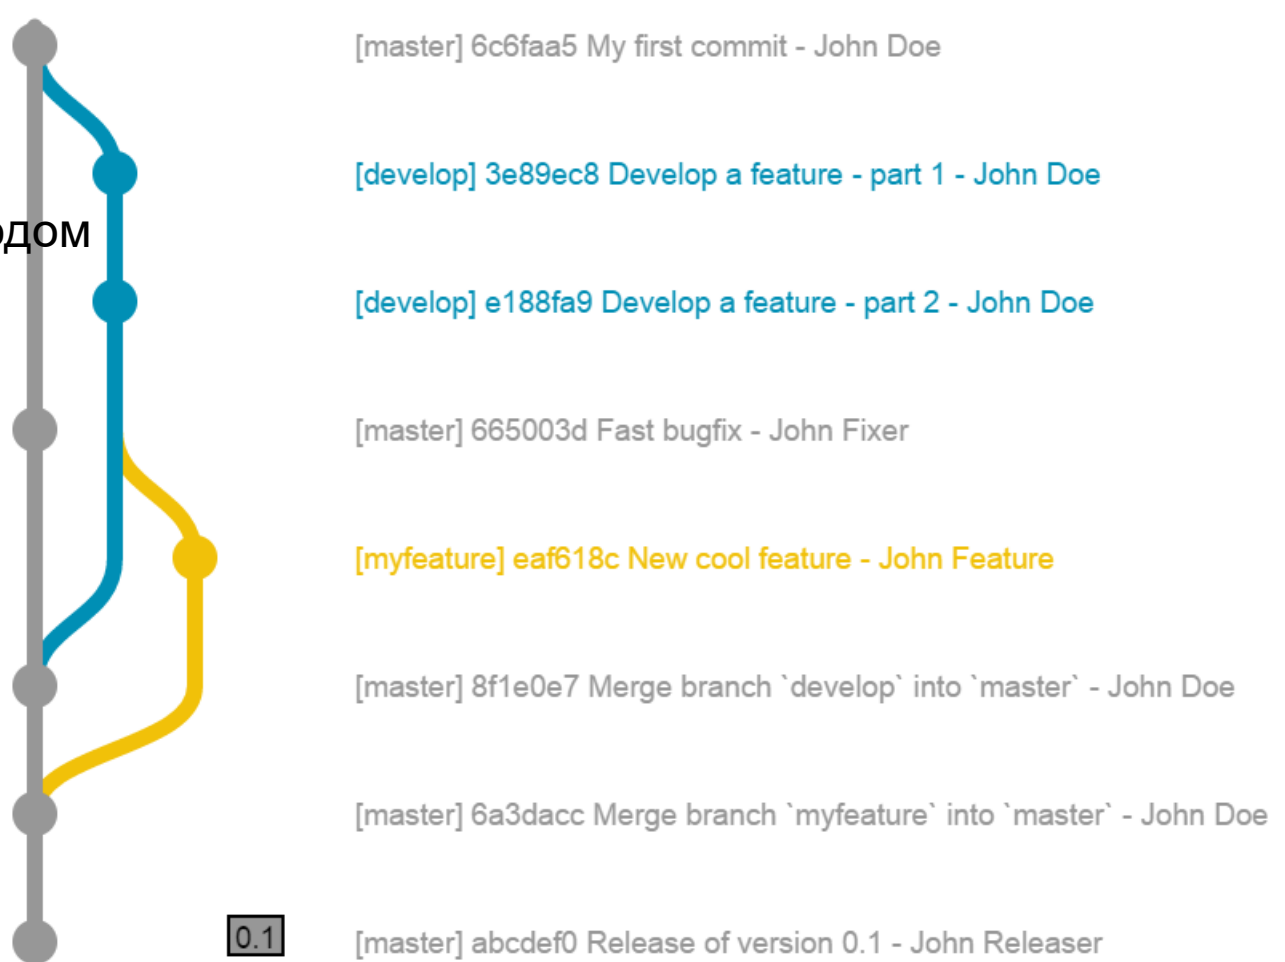 [master] 6c6faa5 My first commit - John Doe
[develop] 3e89ec8 Develop a feature - part 1 - John Doe
[develop] e188fa9 Develop a feature - part 2 - John Doe
[master] 665003d Fast bugfix - John Fixer
[myfeature] eaf618c New cool feature - John Feature
[master] 8f1e0e7 Merge branch `develop` into `master` - John Doe
[master] 6a3dacc Merge branch `myfeature` into `master` - John Doe
0.1 [master] abcdef0 Release of version 0.1 - John Releaser